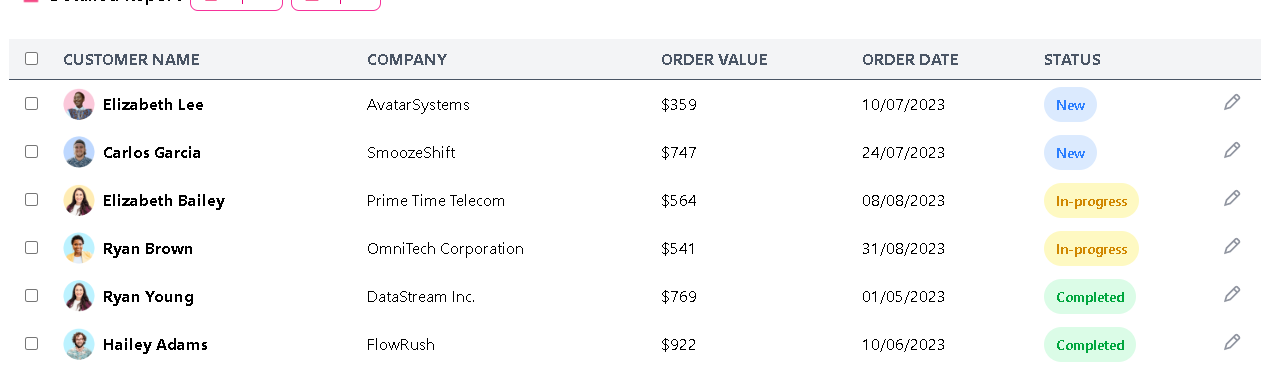 CUSTOMER NAME COMPANY ORDER VALUE ORDER DATE STATUS
Elizabeth Lee AvatarSystems $359 10/07/2023 New
Carlos Garcia SmoozeShift $747 24/07/2023 New
Elizabeth Bailey Prime Time Telecom $564 08/08/2023 In-progress
Ryan Brown OmniTech Corporation $541 31/08/2023 In-progress
Ryan Young DataStream Inc. $769 01/05/2023 Completed
Hailey Adams FlowRush $922 10/06/2023 Completed